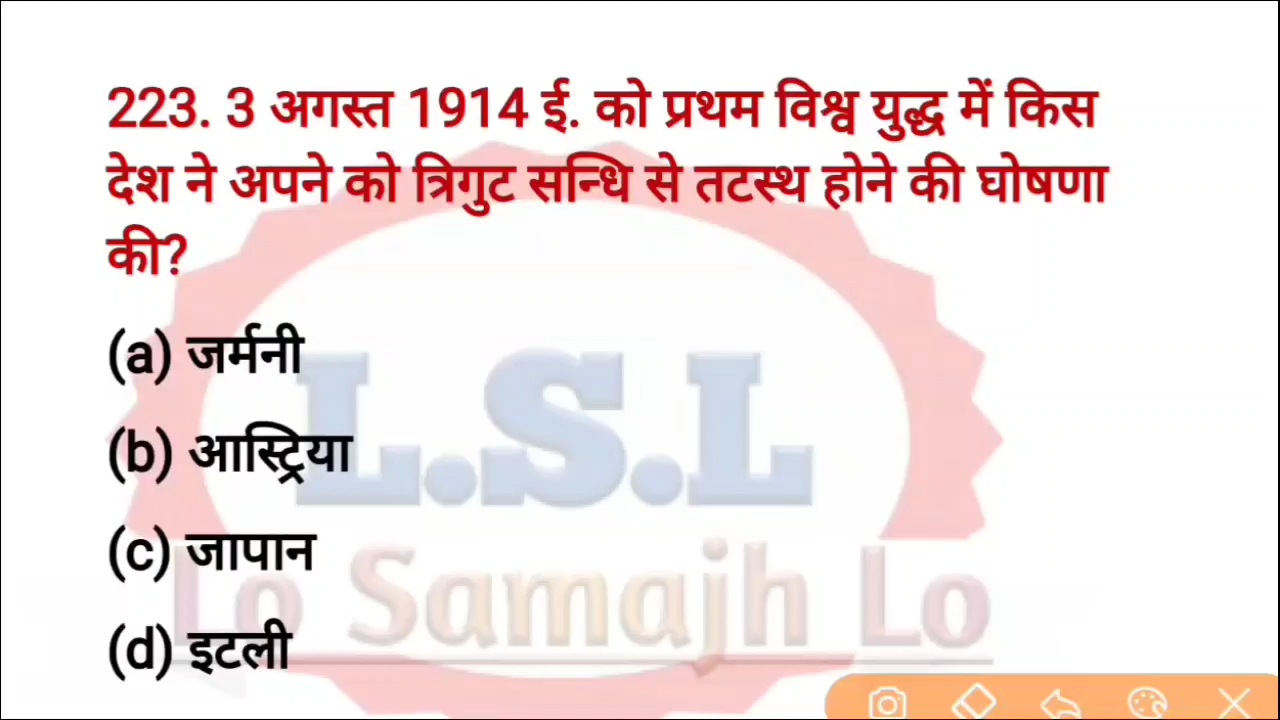 223. 3 अगस्त 1914 ई. को प्रथम विश्व युद्ध में किस
देश ने अपने को त्रिगुट सन्धि से तटस्थ होने की घोषणा
की?
(a) जर्मनी
(b) आस्ट्रिया
(c) जापान
(d) इटली
L.S.L
Lo Samajh Lo